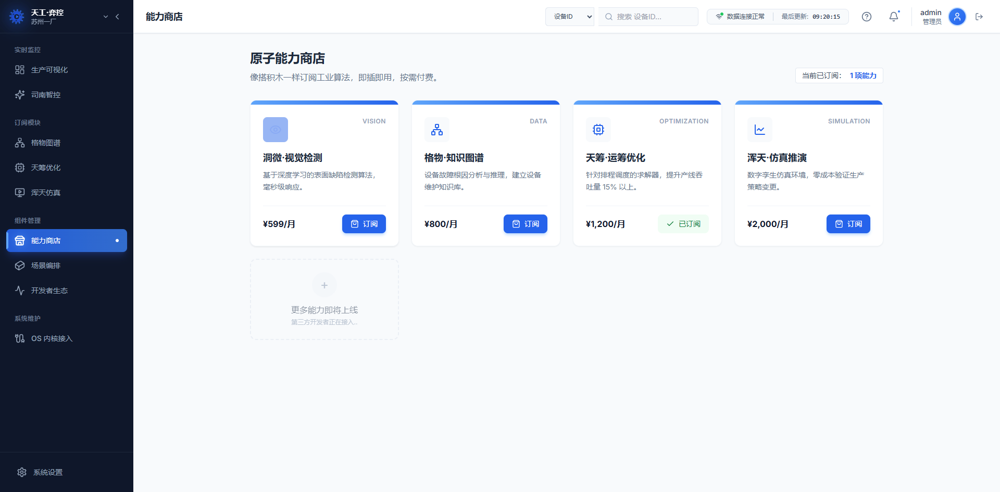 天工·弈控
苏州一厂
实时监控
生产可视化
司南智控
订阅模块
格物图谱
天筹优化
浑天仿真
组件管理
能力商店
场景编排
开发者生态
系统维护
OS 内核接入
系统设置
能力商店
设备ID
搜索 设备ID...
数据连接正常
最后更新: 09:20:15
admin
管理员
原子能力商店
像搭积木一样订阅工业算法，即插即用，按需付费。
当前已订阅： 1 项能力
VISION
洞微·视觉检测
基于深度学习的表面缺陷检测算法，
毫秒级响应。
¥599/月
订阅
DATA
格物·知识图谱
设备故障根因分析与推理，建立设备
维护知识库。
¥800/月
订阅
OPTIMIZATION
天筹·运筹优化
针对排程调度的求解器，提升产线吞
吐量 15% 以上。
¥1,200/月
已订阅
SIMULATION
浑天·仿真推演
数字孪生仿真环境，零成本验证生产
策略变更。
¥2,000/月
订阅
更多能力即将上线
第三方开发者正在接入..